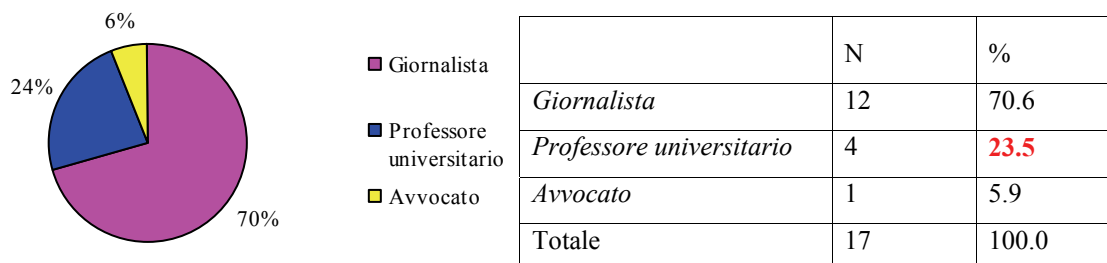 6%
24%
70%
Giornalista
Professore
universitario
Avvocato
N %
Giornalista 12 70.6
Professore universitario 4 23.5
Avvocato 1 5.9
Totale 17 100.0